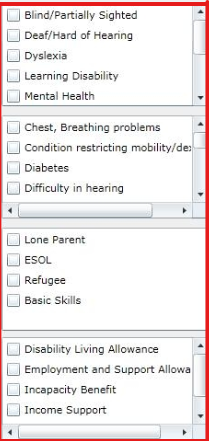 Blind/Partially Sighted
Deaf/Hard of Hearing
Dyslexia
Learning Disability
Mental Health
Chest, Breathing problems
Condition restricting mobility/de
Diabetes
Difficulty in hearing
Lone Parent
ESOL
Refugee
Basic Skills
Disability Living Allowance
Employment and Support Allowa
Incapacity Benefit
Income Support